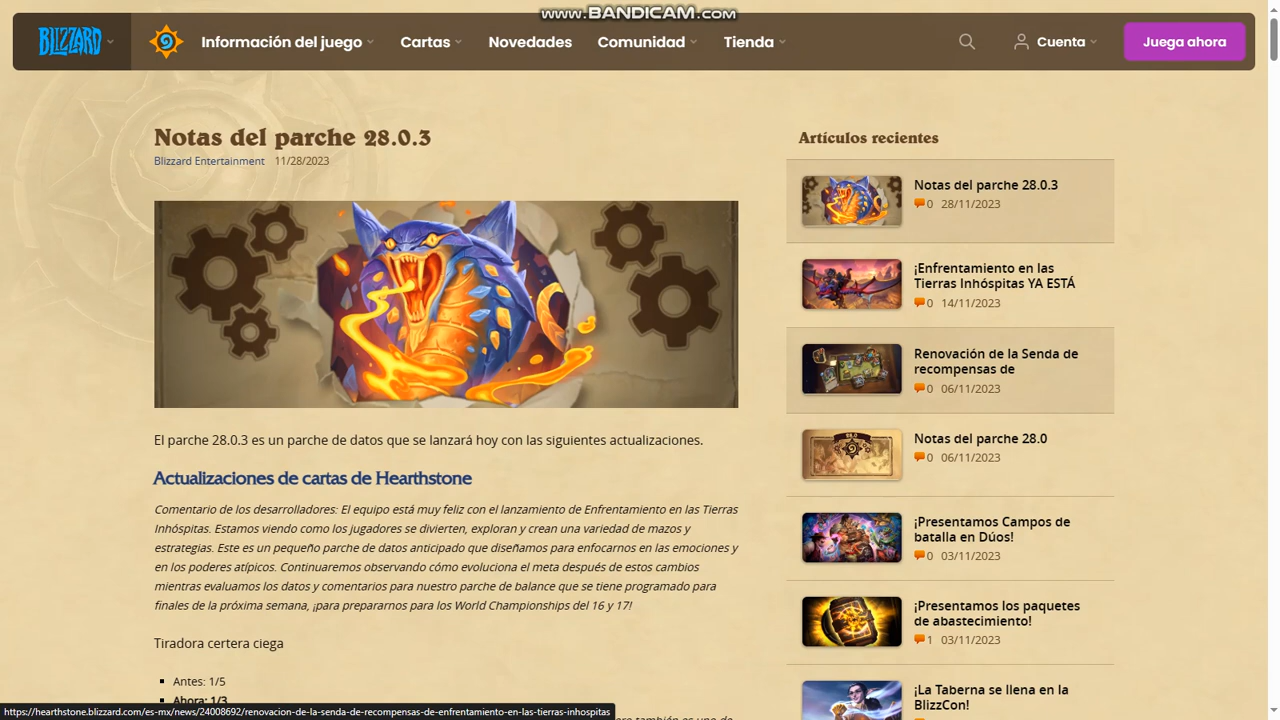 www.BANDICAM.com
BLIZZARD
Información del juego
Cartas
Novedades
Comunidad
Tienda
Cuenta
Juega ahora
Notas del parche 28.0.3
Blizzard Entertainment 11/28/2023
El parche 28.0.3 es un parche de datos que se lanzará hoy con las siguientes actualizaciones.
Actualizaciones de cartas de Hearthstone
Comentario de los desarrolladores: El equipo está muy feliz con el lanzamiento de Enfrentamiento en las Tierras
Inhóspitas. Estamos viendo como los jugadores se divierten, exploran y crean una variedad de mazos y
estrategias. Este es un pequeño parche de datos anticipado que diseñamos para enfocarnos en las emociones y
en los poderes atípicos. Continuaremos observando cómo evoluciona el meta después de estos cambios
mientras evaluamos los datos y comentarios para nuestro parche de balance que se tiene programado para
finales de la próxima semana, ¡para prepararnos para los World Championships del 16 y 17!
Tiradora certera ciega
Antes: 1/5
Ahora: 1/3
Artículos recientes
Notas del parche 28.0.3
0 28/11/2023
¡Enfrentamiento en las
Tierras Inhóspitas YA ESTÁ
0 14/11/2023
Renovación de la Senda de
recompensas de
0 06/11/2023
Notas del parche 28.0
0 06/11/2023
¡Presentamos Campos de
batalla en Dúos!
0 03/11/2023
¡Presentamos los paquetes
de abastecimiento!
1 03/11/2023
¡La Taberna se llena en la
BlizzCon!
https://hearthstone.blizzard.com/es-mx/news/24008692/renovacion-de-la-senda-de-recompensas-de-enfrentamiento-en-las-tierras-inhospitas